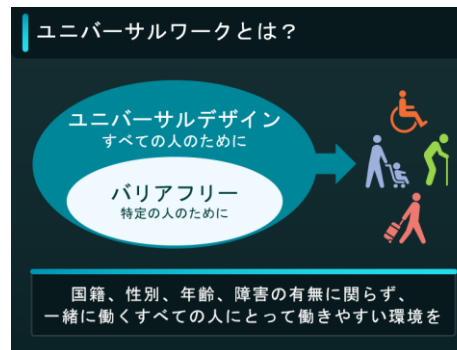 ユニバーサルワークとは？
ユニバーサルデザイン
すべての人のために
バリアフリー
特定の人のために
国籍、性別、年齢、障害の有無に関らず、
一緒に働くすべての人にとって働きやすい環境を